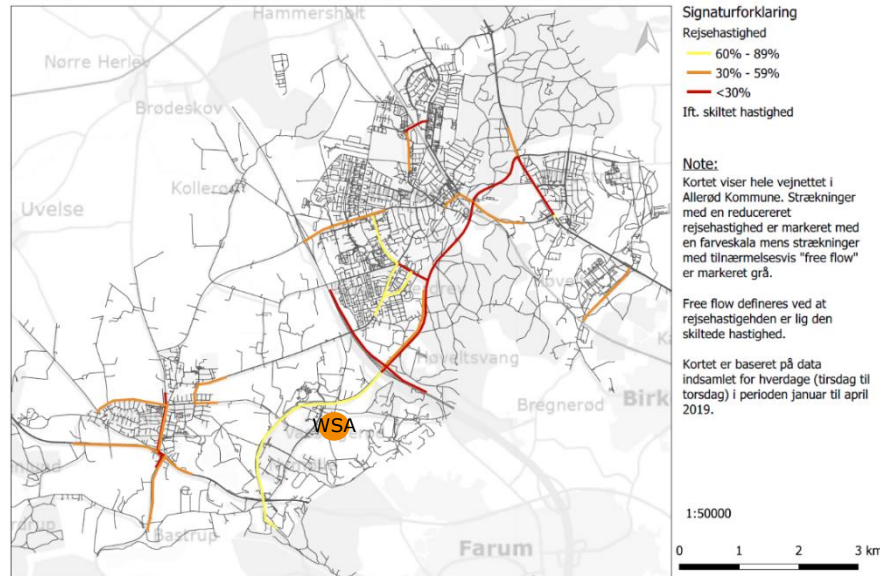 Hammersholt
Nørre Herlev
Brødeskov
Kollerød
Uvelse
Høveltsvang
WSA
Bregnerød
Birk
Bastrup
Farum
Signaturforklaring
Rejsehastighed
60% - 89%
30% - 59%
<30%
Ift. skiltet hastighed
Note:
Kortet viser hele vejnettet i
Allerød Kommune. Strækninger
med en reducereret
rejsehastighed er markeret med
en farveskala mens strækninger
med tilnærmelsesvis "free flow"
er markeret grå.
Free flow defineres ved at
rejsehastigehden er lig den
skiltede hastighed.
Kortet er baseret på data
indsamlet for hverdage (tirsdag til
torsdag) i perioden januar til april
2019.
1:50000
0 1 2 3 km